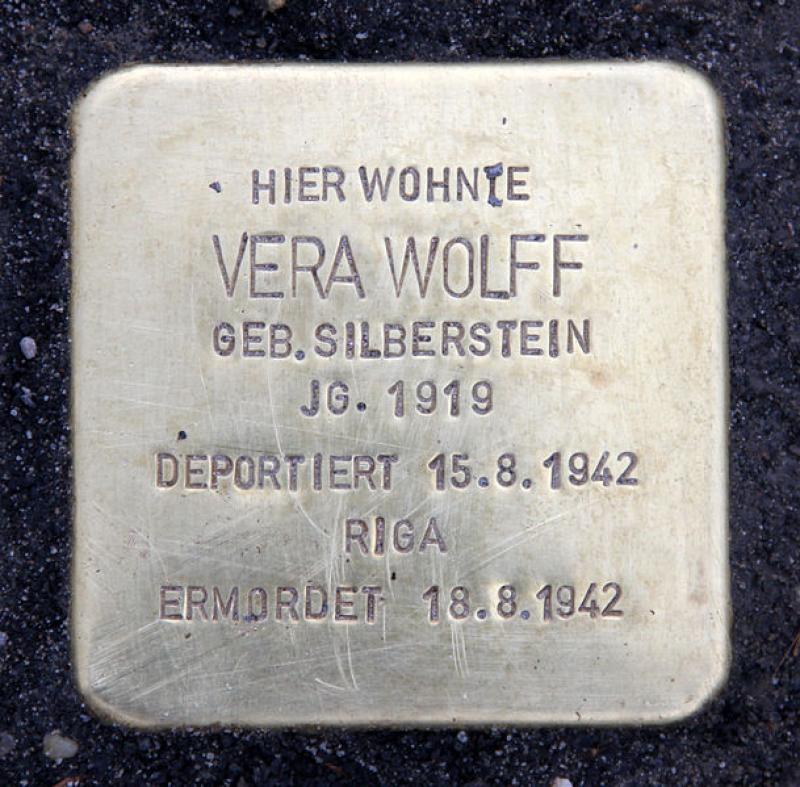 HIER WOHNTE
VERA WOLFF
GEB. SILBERSTEIN
JG. 1919
DEPORTIERT 15.8.1942
RIGA
ERMORDET 18.8.1942